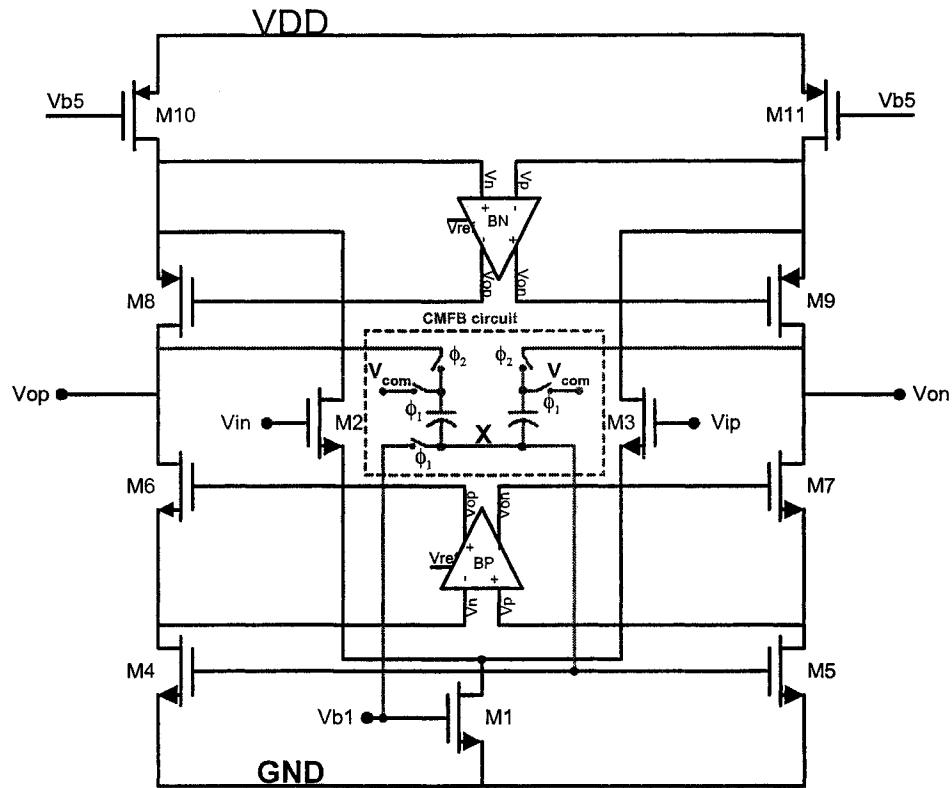 VDD
Vb5
M10
M11
Vb5
Vn
Vp
+
-
BN
Vref
-
+
Vop
Von
M8
M9
CMFB circuit
ϕ2
ϕ2
Vcom
Vcom
ϕ1
ϕ1
Vop
Von
Vin
M2
X
M3
Vip
ϕ1
M6
M7
Vop
Von
+
-
Vref
BP
-
+
Vn
Vp
M4
M5
Vb1
M1
GND